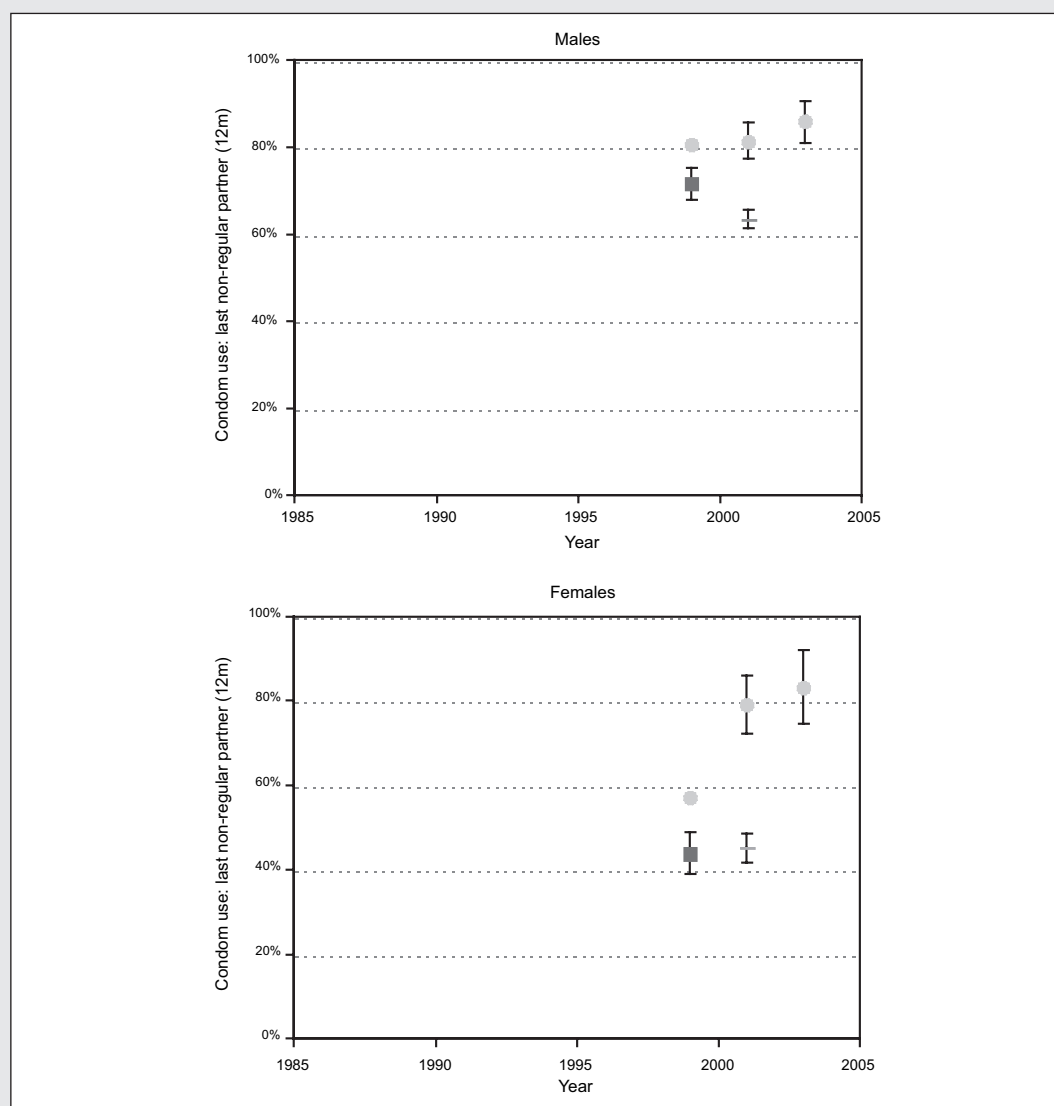 Males
100%
80%
60%
40%
20%
0%
Condom use: last non-regular partner (12m)
1985 1990 1995 2000 2005
Year
Females
100%
80%
60%
40%
20%
0%
Condom use: last non-regular partner (12m)
1985 1990 1995 2000 2005
Year